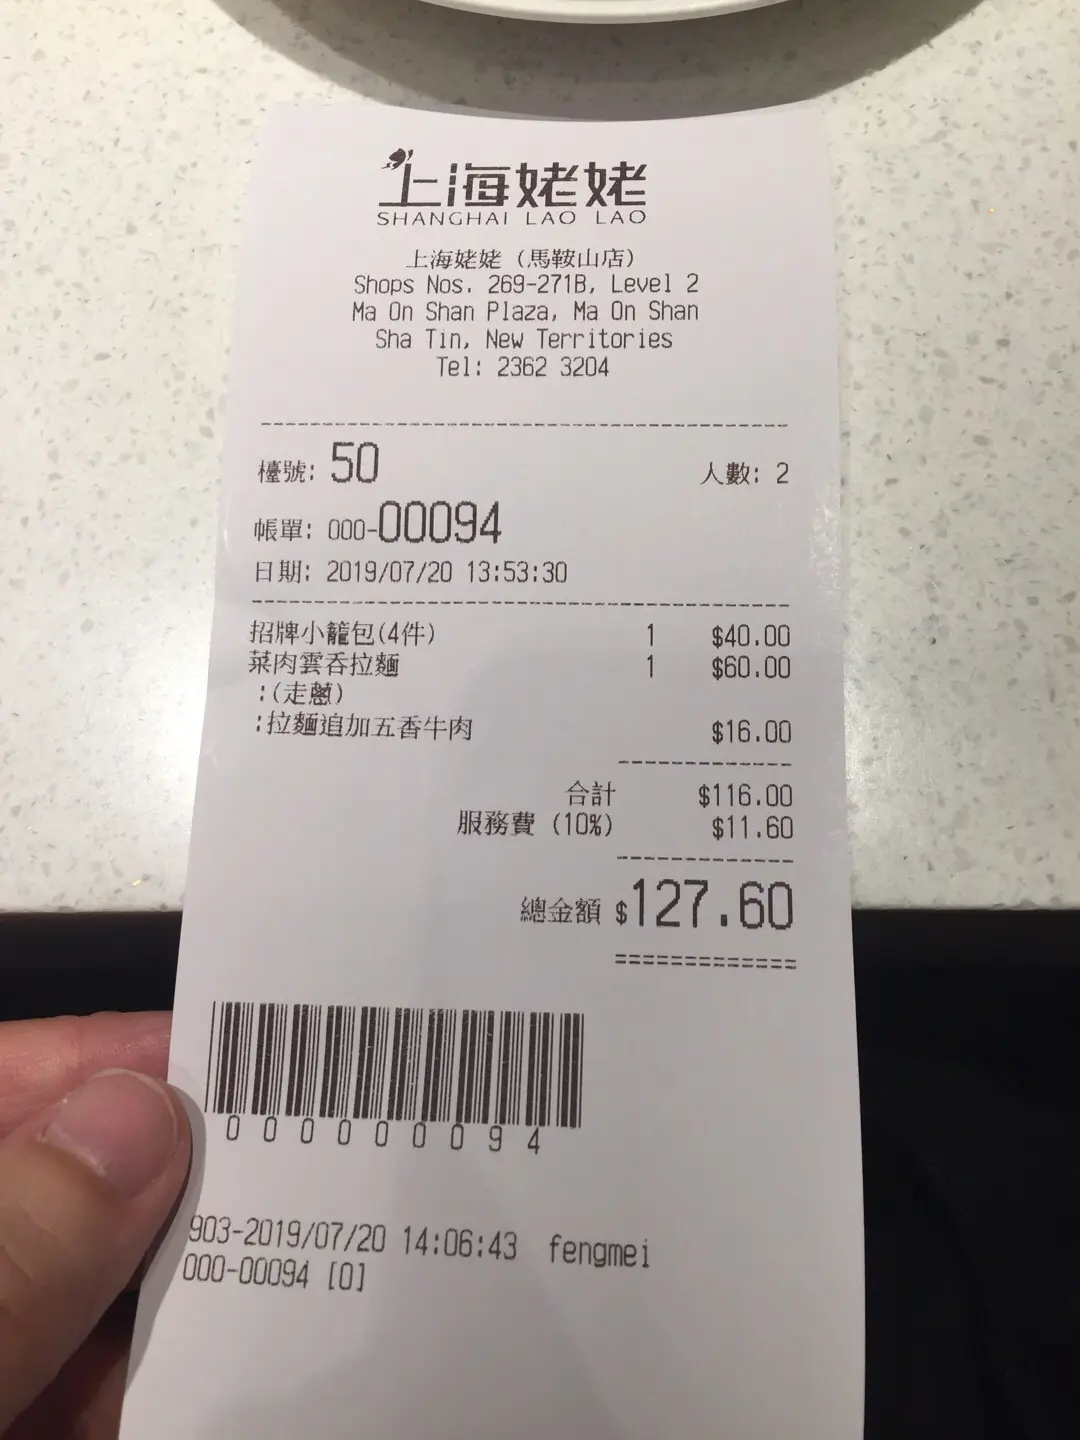 上海姥姥
SHANGHAI LAO LAO
上海姥姥 (馬鞍山店)
Shops Nos. 269-271B, Level 2
Ma On Shan Plaza, Ma On Shan
Sha Tin, New Territories
Tel: 2362 3204
檯號: 50 人數: 2
帳單: 000-00094
日期: 2019/07/20 13:53:30
招牌小籠包(4件) 1 $40.00
菜肉雲吞拉麵 1 $60.00
:(走蔥)
:拉麵追加五香牛肉 $16.00
合計 $116.00
服務費 (10%) $11.60
總金額 $127.60
000000094
903-2019/07/20 14:06:43 fengmei
000-00094 [0]